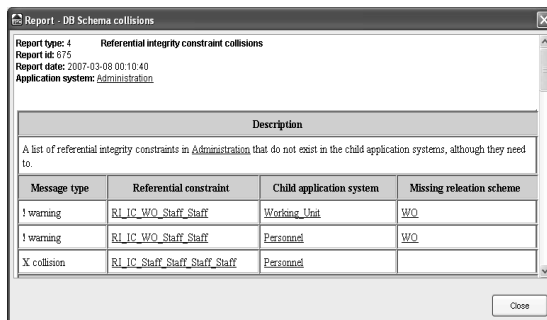 Report - DB Schema collisions
Report type: 4 Referential integrity constraint collisions
Report id: 675
Report date: 2007-03-08 00:10:40
Application system: Administration
Description
A list of referential integrity constraints in Administration that do not exist in the child application systems, although they need
to.
Message type Referential constraint Child application system Missing releation scheme
! warning RI_IC_WO_Staff_Staff Working_Unit WO
! warning RI_IC_WO_Staff_Staff Personnel WO
X collision RI_IC_Staff_Staff_Staff_Staff Personnel
Close